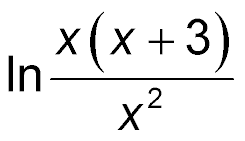 ln x(x + 3)/x²